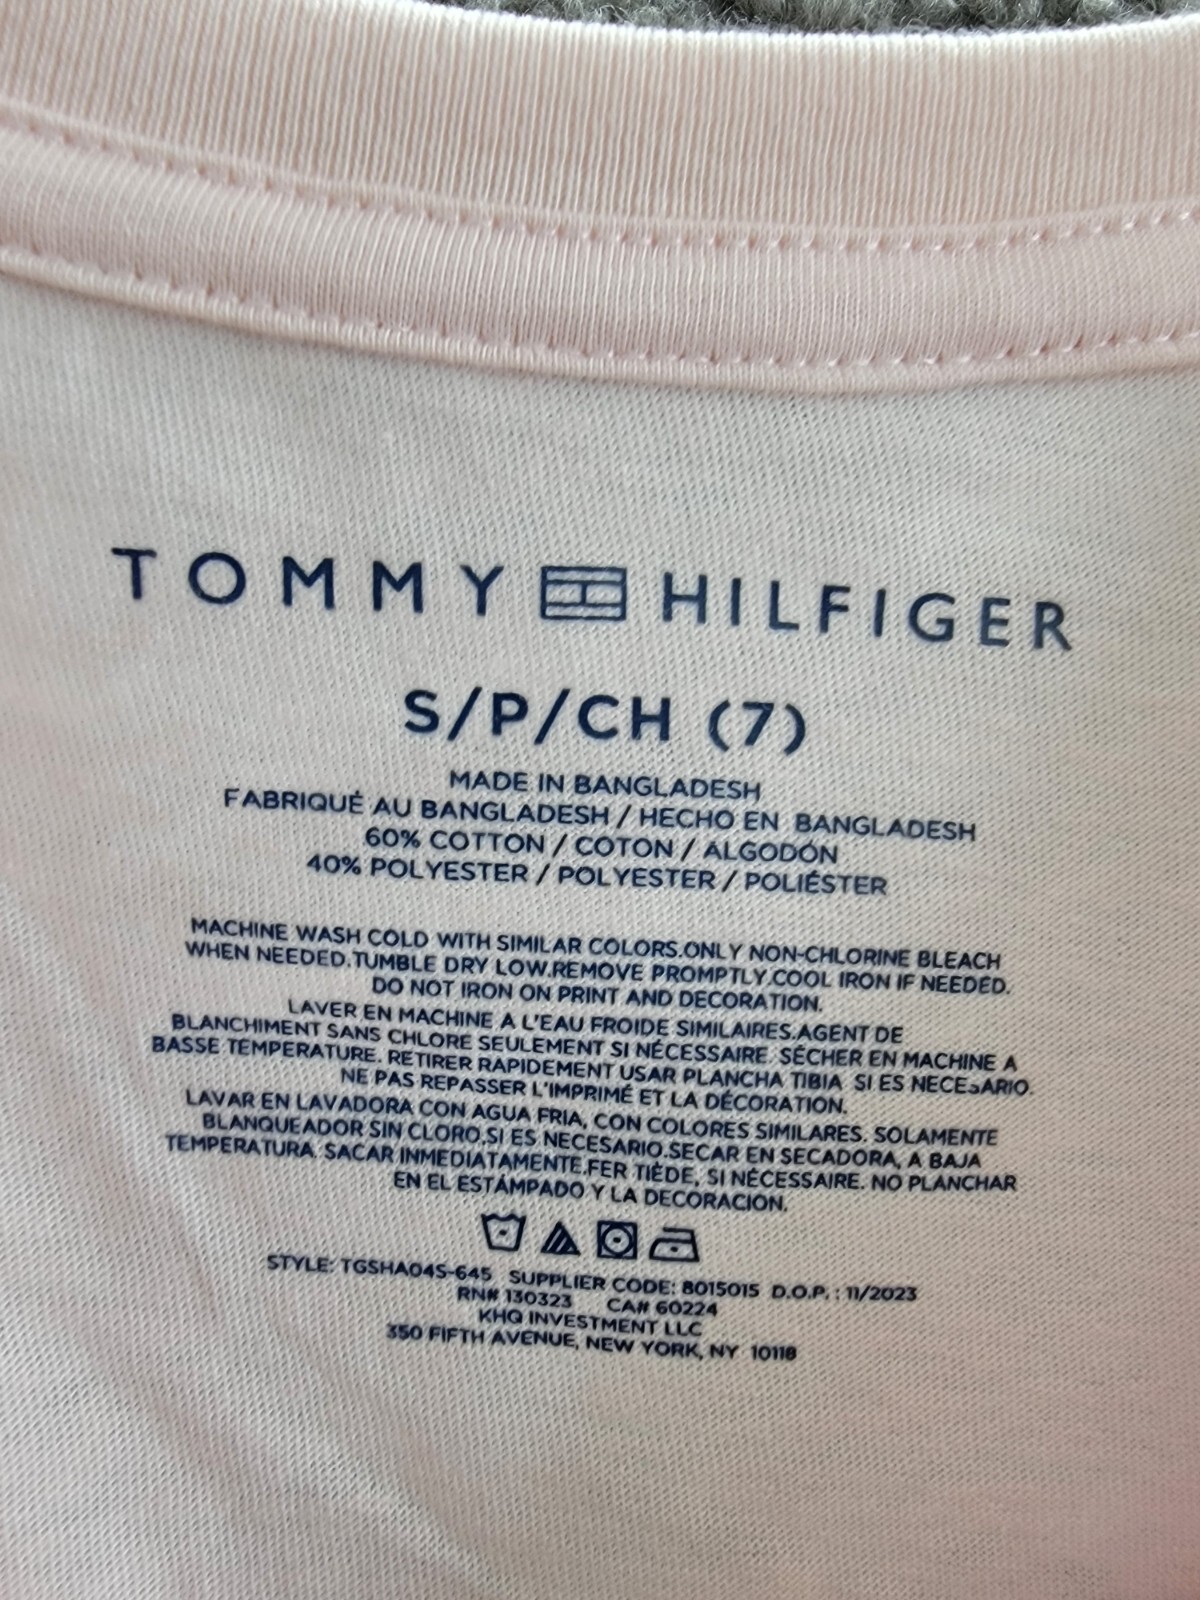 TOMMY HILFIGER
S/P/CH (7)
MADE IN BANGLADESH
FABRIQUÉ AU BANGLADESH / HECHO EN BANGLADESH
60% COTTON / COTON / ALGODÓN
40% POLYESTER / POLYESTER / POLIÉSTER
MACHINE WASH COLD WITH SIMILAR COLORS.ONLY NON-CHLORINE BLEACH
WHEN NEEDED.TUMBLE DRY LOW.REMOVE PROMPTLY.COOL IRON IF NEEDED.
DO NOT IRON ON PRINT AND DECORATION.
LAVER EN MACHINE A L'EAU FROIDE SIMILAIRES.AGENT DE
BLANCHIMENT SANS CHLORE SEULEMENT SI NÉCESSAIRE. SÉCHER EN MACHINE A
BASSE TEMPERATURE. RETIRER RAPIDEMENT USAR PLANCHA TIBIA SI ES NECESARIO.
NE PAS REPASSER L'IMPRIMÉ ET LA DÉCORATION.
LAVAR EN LAVADORA CON AGUA FRIA, CON COLORES SIMILARES. SOLAMENTE
BLANQUEADOR SIN CLORO.SI ES NECESARIO.SECAR EN SECADORA, A BAJA
TEMPERATURA. SACAR INMEDIATAMENTE.FER TIÈDE, SI NÉCESSAIRE. NO PLANCHAR
EN EL ESTÁMPADO Y LA DECORACION.
STYLE: TGSHA04S-645 SUPPLIER CODE: 8015015 D.O.P. : 11/2023
RN# 130323 CA# 60224
KHQ INVESTMENT LLC
350 FIFTH AVENUE, NEW YORK, NY 10118